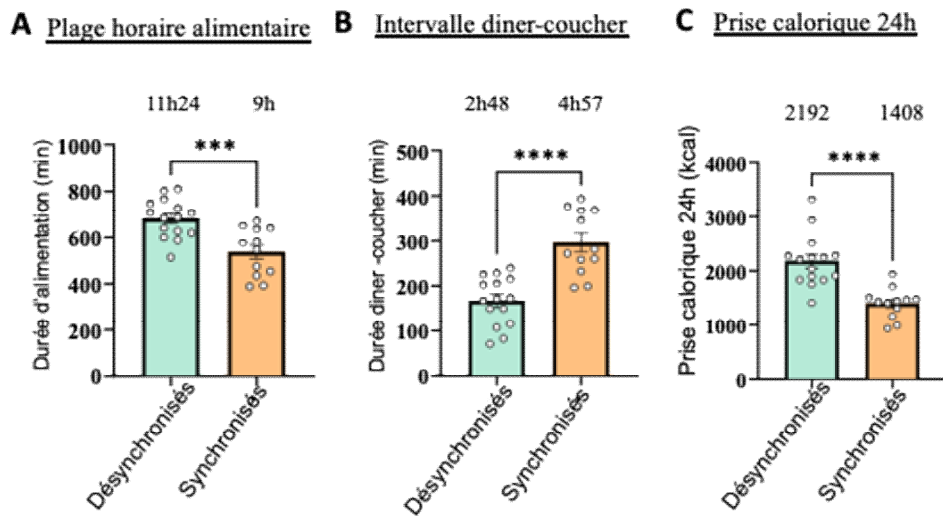 A Plage horaire alimentaire
11h24 9h
***
Durée d'alimentation (min)
1000
800
600
400
200
0
Désynchronisés
Synchronisés
B Intervalle diner-coucher
2h48 4h57
****
Durée diner -coucher (min)
500
400
300
200
100
0
Désynchronisés
Synchronisés
C Prise calorique 24h
2192 1408
****
Prise calorique 24h (kcal)
4000
3000
2000
1000
0
Désynchronisés
Synchronisés